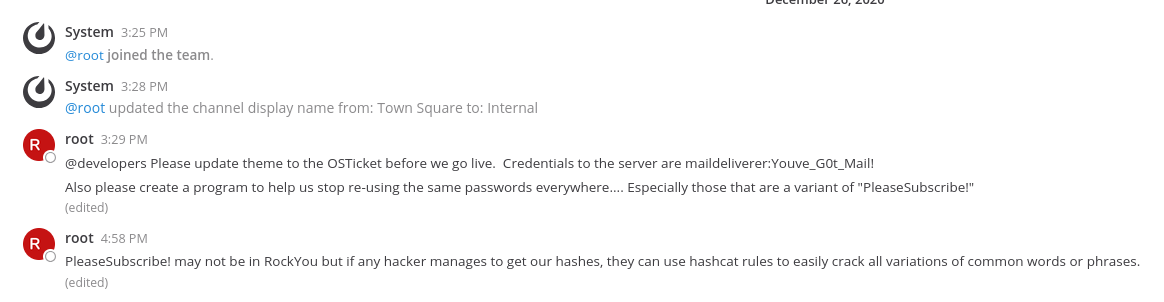 December 26, 2020
System 3:25 PM
@root joined the team.
System 3:28 PM
@root updated the channel display name from: Town Square to: Internal
R root 3:29 PM
@developers Please update theme to the OSTicket before we go live.  Credentials to the server are maildeliverer:Youve_G0t_Mail!
Also please create a program to help us stop re-using the same passwords everywhere.... Especially those that are a variant of "PleaseSubscribe!"
(edited)
R root 4:58 PM
PleaseSubscribe! may not be in RockYou but if any hacker manages to get our hashes, they can use hashcat rules to easily crack all variations of common words or phrases.
(edited)